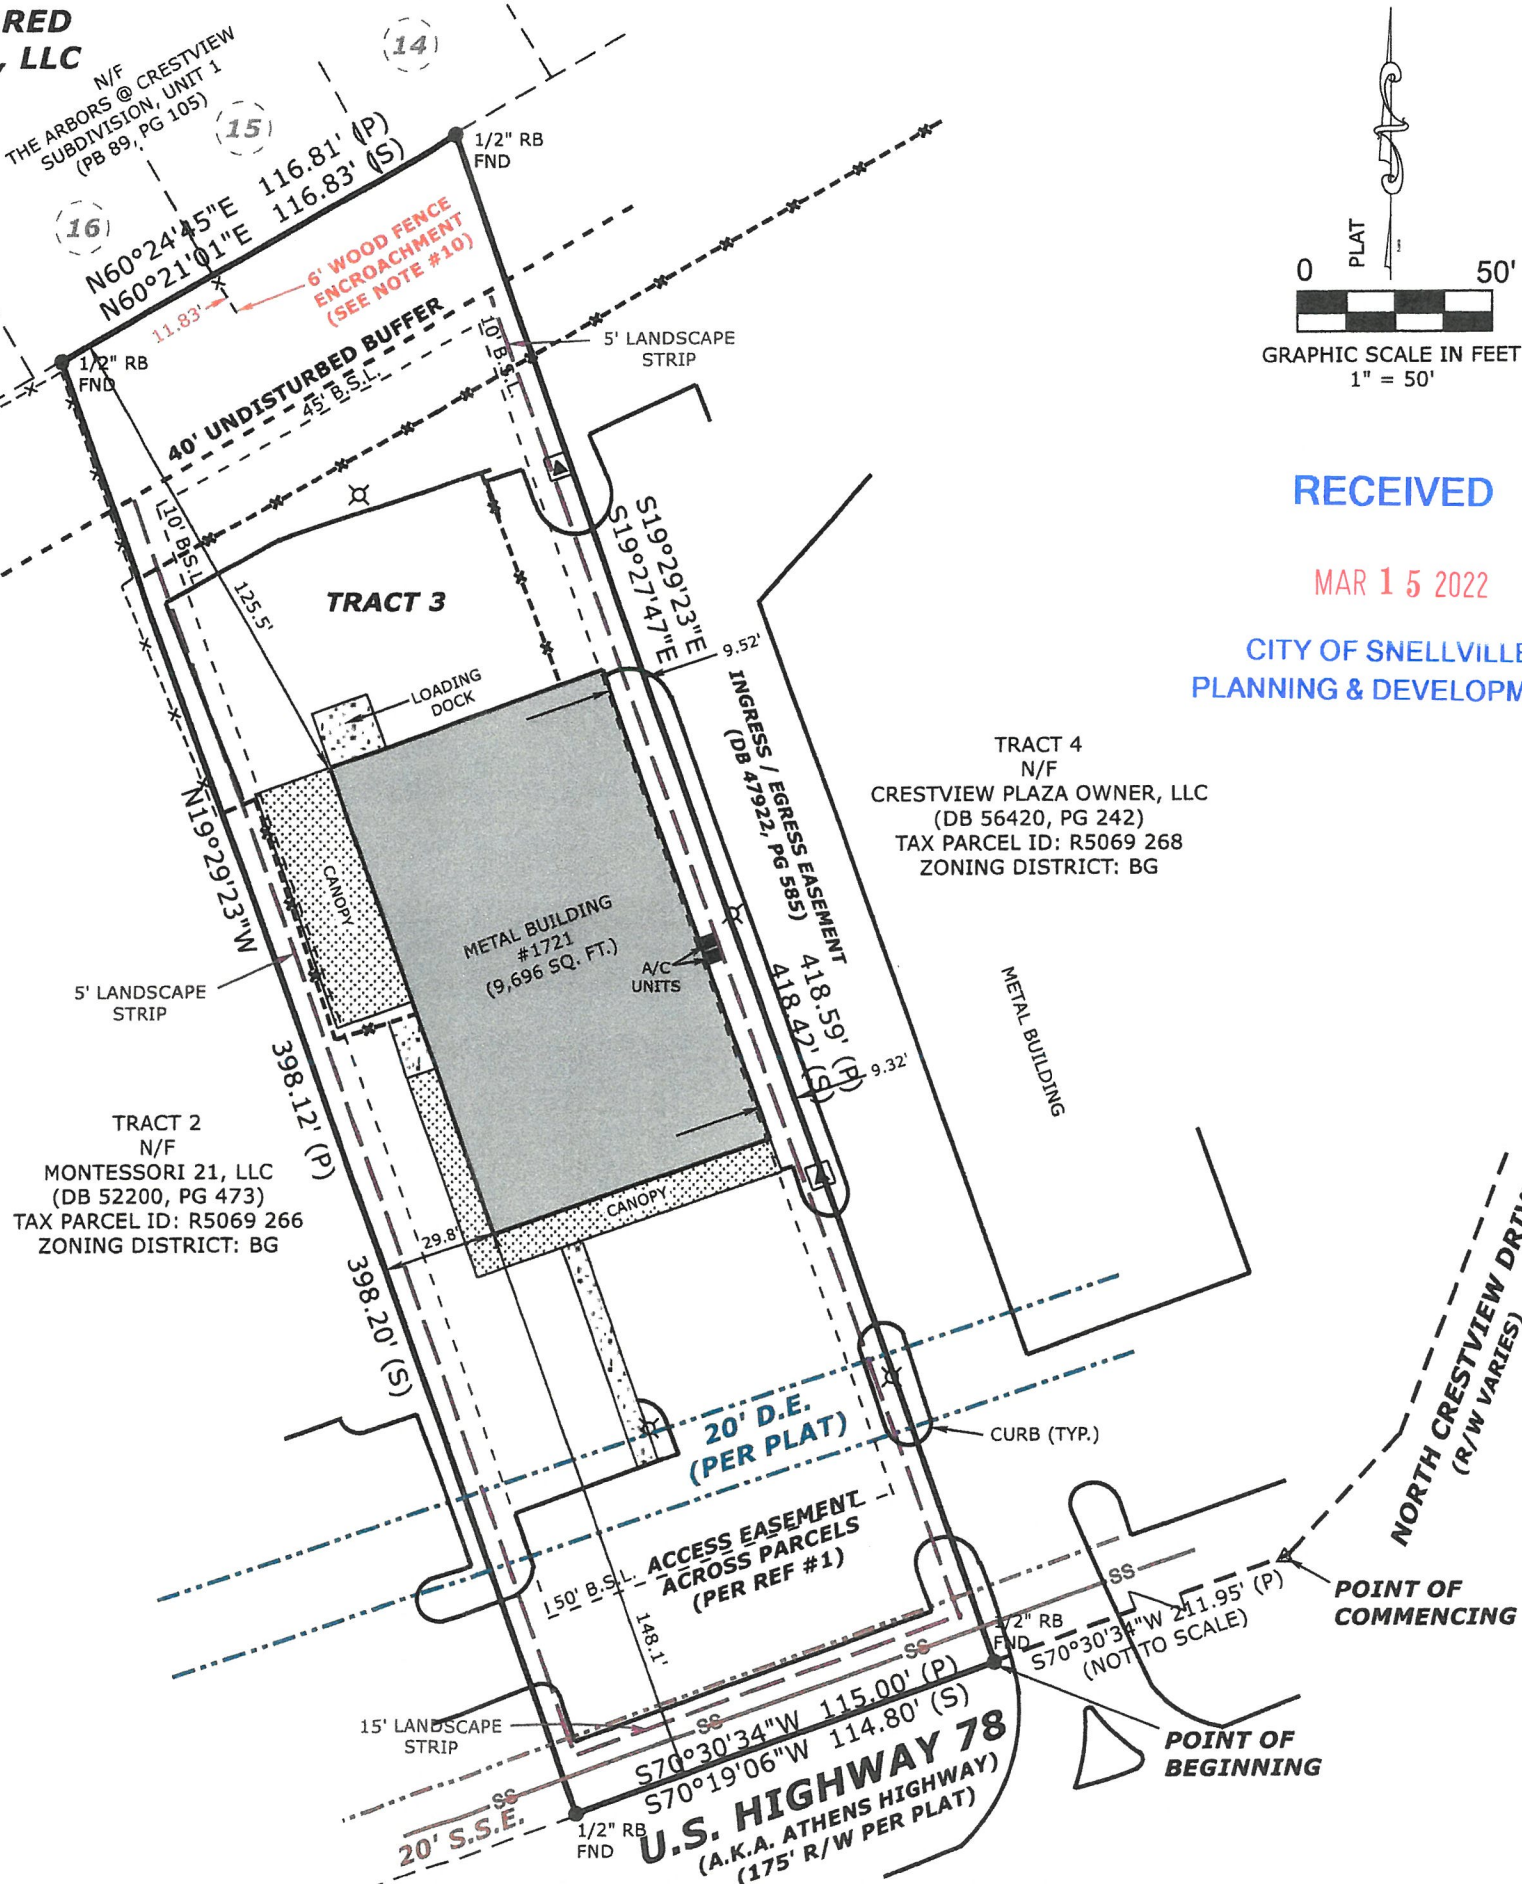 RED
, LLC
N/F
THE ARBORS @ CRESTVIEW
SUBDIVISION, UNIT 1
(PB 89, PG 105)
14
15
16
1/2" RB
FND
N60°24'45"E 116.81' (P)
N60°21'01"E 116.83' (S)
6' WOOD FENCE
ENCROACHMENT
(SEE NOTE #10)
11.83'
1/2" RB
FND
40' UNDISTURBED BUFFER
45' B.S.L.
10' B.S.L.
5' LANDSCAPE
STRIP
PLAT
0 50'
GRAPHIC SCALE IN FEET
1" = 50'
RECEIVED
MAR 15 2022
CITY OF SNELLVILLE
PLANNING & DEVELOPM
10' B.S.L.
125.5'
TRACT 3
S19°29'23"E
S19°27'47"E
9.52'
LOADING
DOCK
INGRESS / EGRESS EASEMENT
(DB 47922, PG 585)
418.59' (P)
418.42' (S)
TRACT 4
N/F
CRESTVIEW PLAZA OWNER, LLC
(DB 56420, PG 242)
TAX PARCEL ID: R5069 268
ZONING DISTRICT: BG
N19°29'23"W
CANOPY
METAL BUILDING
#1721
(9,696 SQ. FT.)
A/C
UNITS
5' LANDSCAPE
STRIP
METAL BUILDING
9.32'
398.12' (P)
TRACT 2
N/F
MONTESSORI 21, LLC
(DB 52200, PG 473)
TAX PARCEL ID: R5069 266
ZONING DISTRICT: BG
CANOPY
29.8'
398.20' (S)
20' D.E.
(PER PLAT)
CURB (TYP.)
NORTH CRESTVIEW DRIV
(R/W VARIES)
ACCESS EASEMENT
ACROSS PARCELS
(PER REF #1)
50' B.S.L.
148.1'
SS
POINT OF
COMMENCING
1/2" RB
FND
S70°30'34"W 211.95' (P)
(NOT TO SCALE)
SS
15' LANDSCAPE
STRIP
SS
S70°30'34"W 115.00' (P)
S70°19'06"W 114.80' (S)
POINT OF
BEGINNING
SS
20' S.S.E.
1/2" RB
FND
U.S. HIGHWAY 78
(A.K.A. ATHENS HIGHWAY)
(175' R/W PER PLAT)